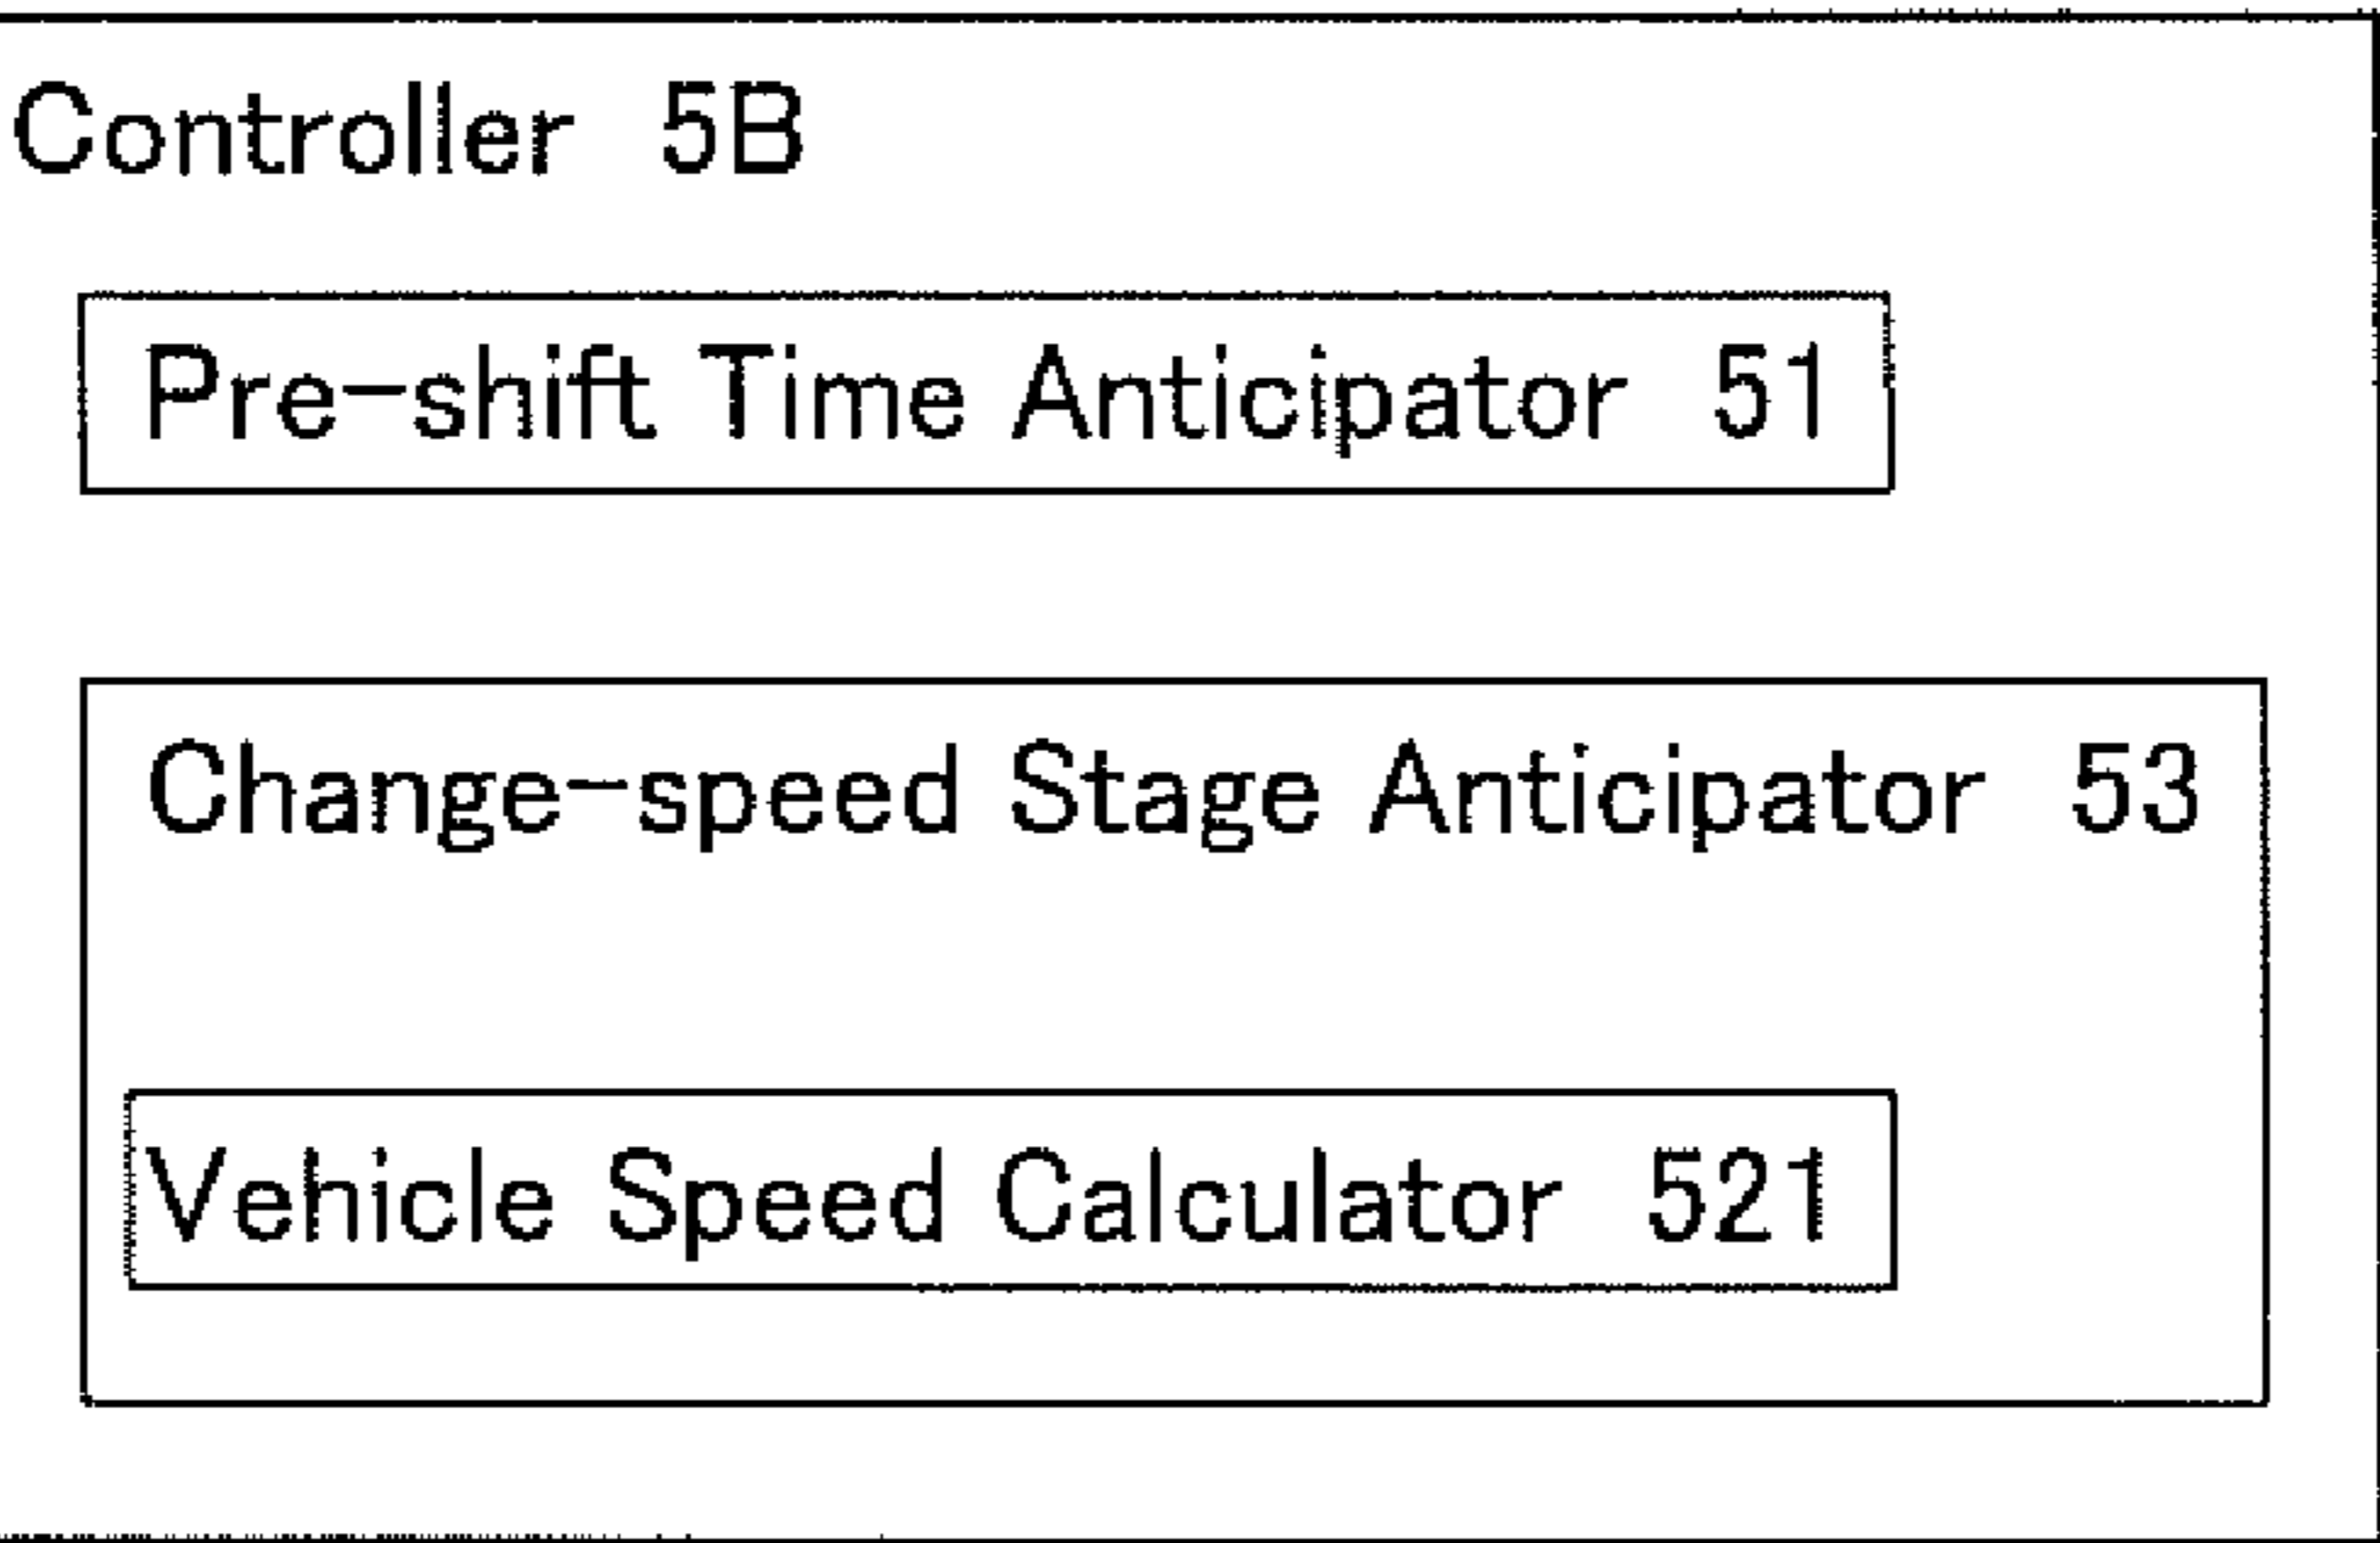 Controller 5B
Pre-shift Time Anticipator 51
Change-speed Stage Anticipator 53
Vehicle Speed Calculator 521